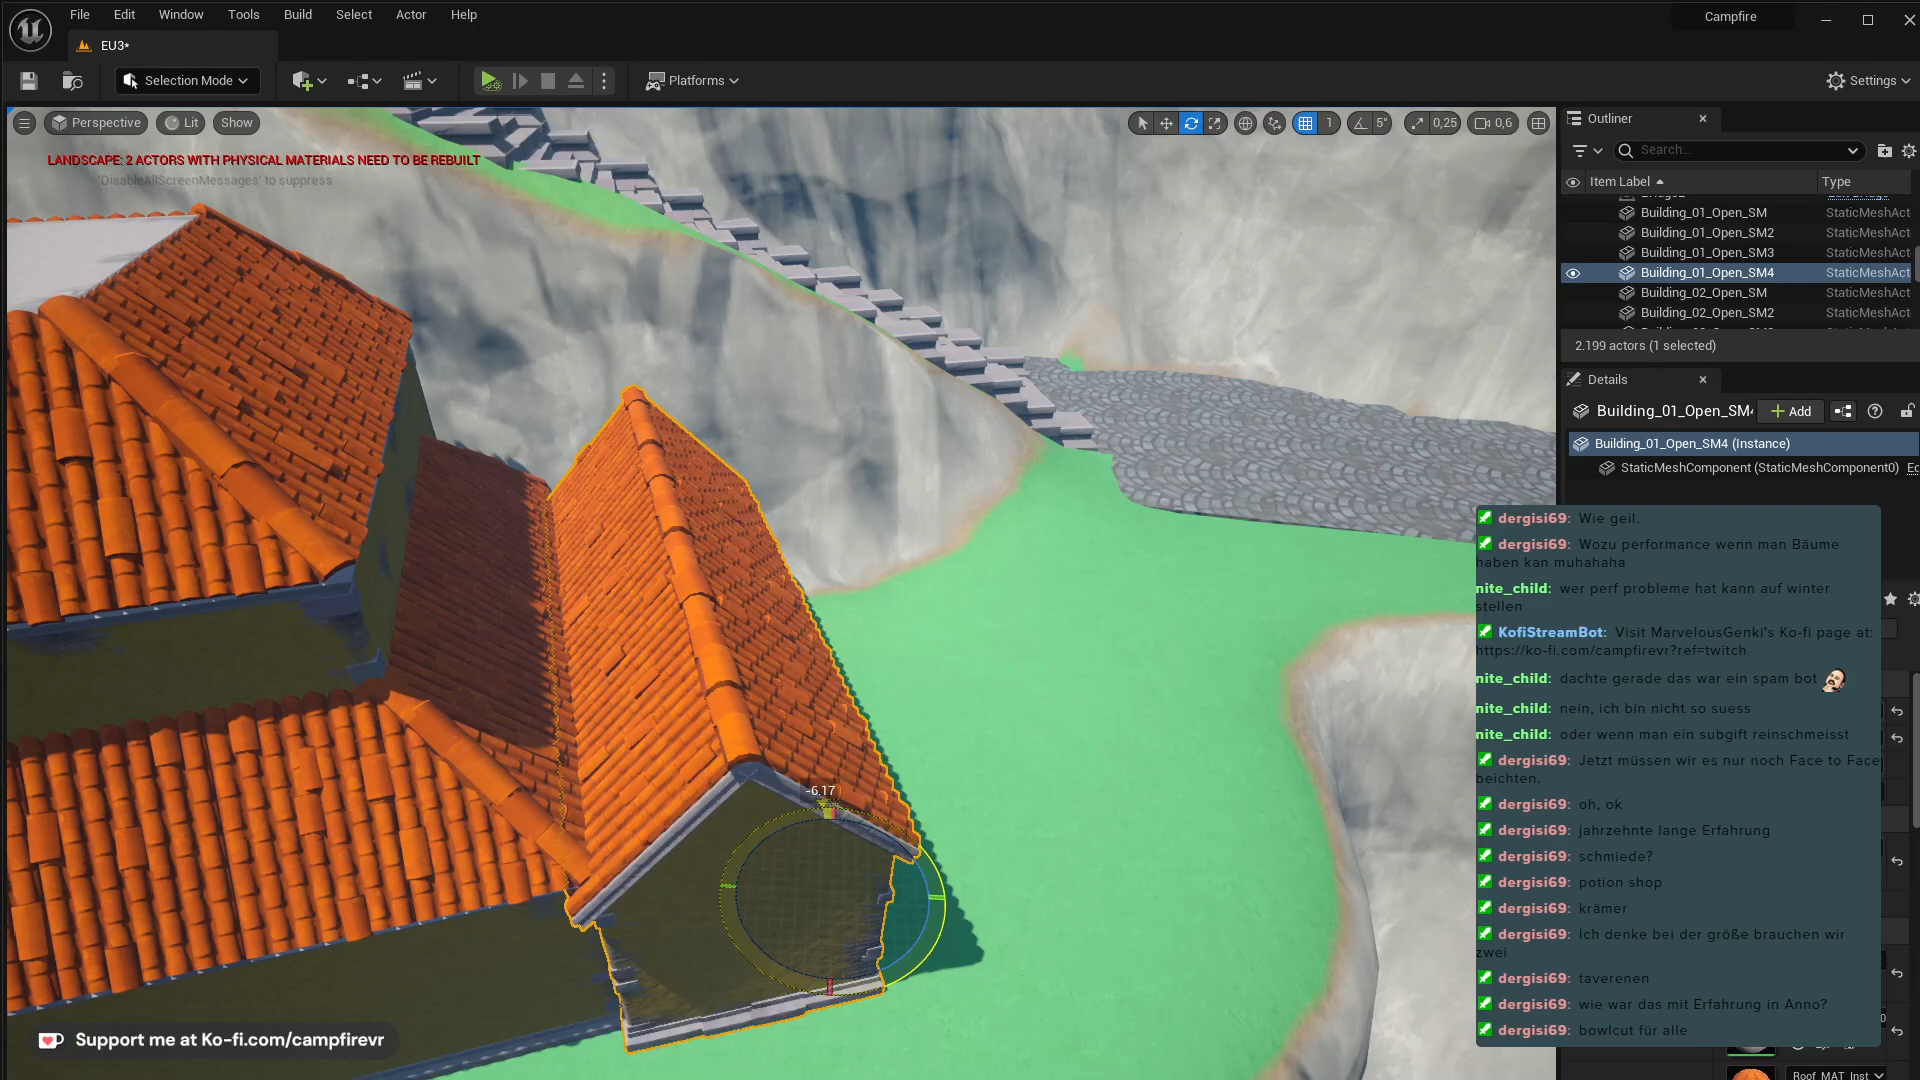 File Edit Window Tools Build Select Actor Help
Campfire
EU3*
Selection Mode
Platforms
Settings
Perspective Lit Show
1 5° 0,25 0,6
LANDSCAPE: 2 ACTORS WITH PHYSICAL MATERIALS NEED TO BE REBUILT
'DisableAllScreenMessages' to suppress
Outliner
Search...
Item Label Type
Building_01_Open_SM StaticMeshAct
Building_01_Open_SM2 StaticMeshAct
Building_01_Open_SM3 StaticMeshAct
Building_01_Open_SM4 StaticMeshAct
Building_02_Open_SM StaticMeshAct
Building_02_Open_SM2 StaticMeshAct
2.199 actors (1 selected)
Details
Building_01_Open_SM4 Add
Building_01_Open_SM4 (Instance)
StaticMeshComponent (StaticMeshComponent0) Ed
dergisi69: Wie geil.
dergisi69: Wozu performance wenn man Bäume
haben kan muhahaha
nite_child: wer perf probleme hat kann auf winter
stellen
KofiStreamBot: Visit MarvelousGenki's Ko-fi page at:
https://ko-fi.com/campfirevr?ref=twitch
nite_child: dachte gerade das war ein spam bot
nite_child: nein, ich bin nicht so suess
nite_child: oder wenn man ein subgift reinschmeisst
dergisi69: Jetzt müssen wir es nur noch Face to Face
beichten.
dergisi69: oh, ok
dergisi69: jahrzehnte lange Erfahrung
dergisi69: schmiede?
dergisi69: potion shop
dergisi69: krämer
dergisi69: Ich denke bei der größe brauchen wir
zwei
dergisi69: taverenen
dergisi69: wie war das mit Erfahrung in Anno?
dergisi69: bowlcut für alle
-6.17
Support me at Ko-fi.com/campfirevr
Roof_MAT_Inst